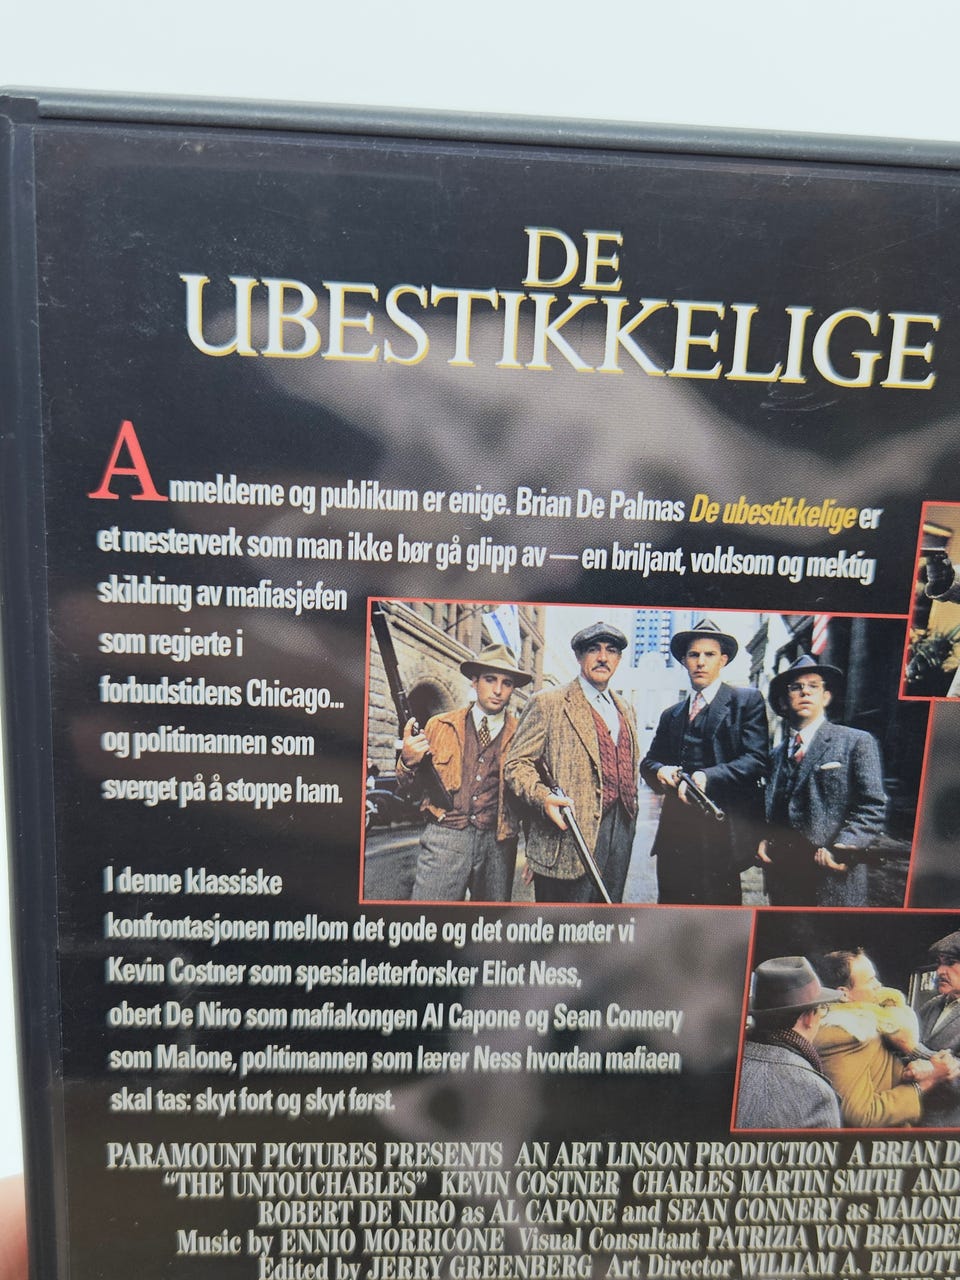 DE
UBESTIKKELIGE
Anmelderne og publikum er enige. Brian De Palmas De ubestikkelige er
et mesterverk som man ikke bør gå glipp av — en briljant, voldsom og mektig
skildring av mafiasjefen
som regjerte i
forbudstidens Chicago...
og politimannen som
sverget på å stoppe ham.
I denne klassiske
konfrontasjonen mellom det gode og det onde møter vi
Kevin Costner som spesialetterforsker Eliot Ness,
obert De Niro som mafiakongen Al Capone og Sean Connery
som Malone, politimannen som lærer Ness hvordan mafiaen
skal tas: skyt fort og skyt først.
PARAMOUNT PICTURES PRESENTS AN ART LINSON PRODUCTION A BRIAN D
"THE UNTOUCHABLES" KEVIN COSTNER CHARLES MARTIN SMITH AND
ROBERT DE NIRO as AL CAPONE and SEAN CONNERY as MALONE
Music by ENNIO MORRICONE Visual Consultant PATRIZIA VON BRANDE
Edited by JERRY GREENBERG Art Director WILLIAM A. ELLIOTT